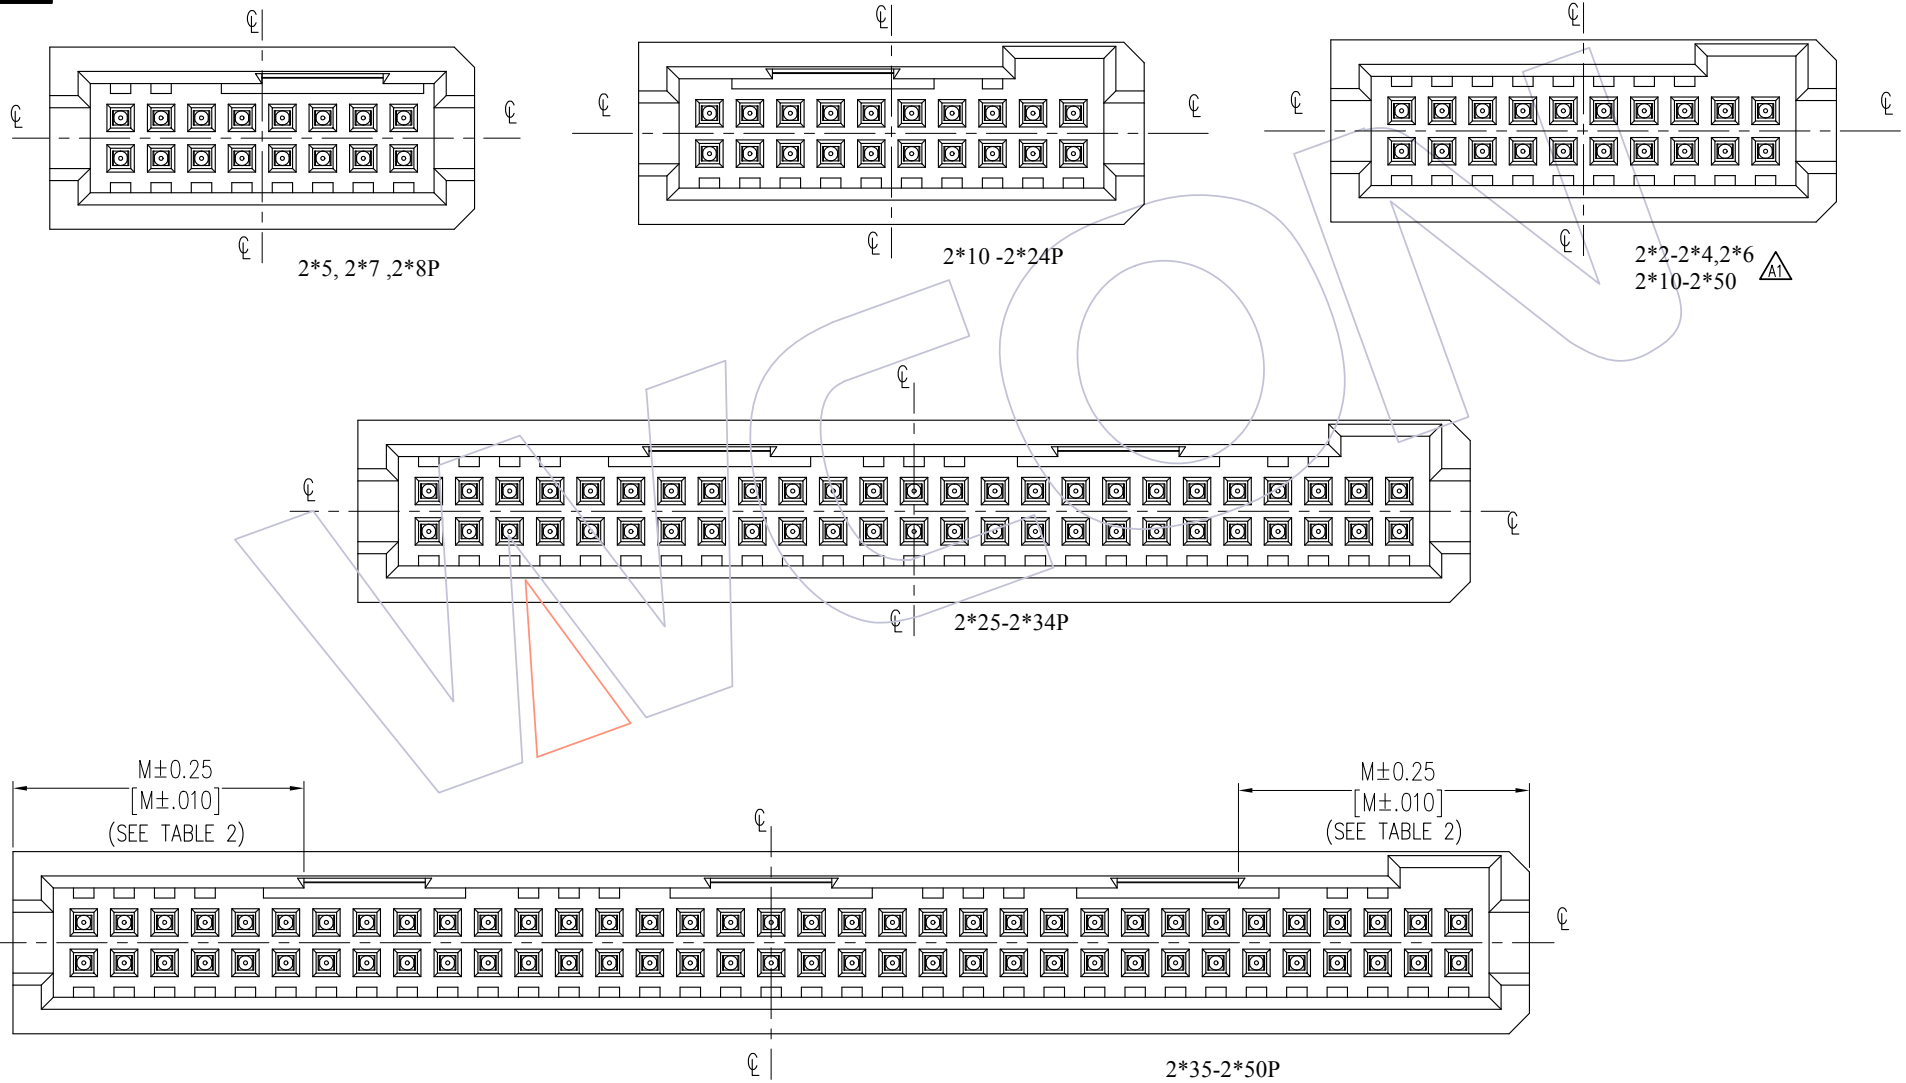 ℄
℄
℄
℄
℄
℄
℄
℄
℄
℄
℄
℄
2*5, 2*7 ,2*8P
2*10 -2*24P
2*2-2*4,2*6
2*10-2*50
A1
℄
℄
℄
℄
2*25-2*34P
WCON
M±0.25
[M±.010]
(SEE TABLE 2)
M±0.25
[M±.010]
(SEE TABLE 2)
℄
℄
℄
2*35-2*50P